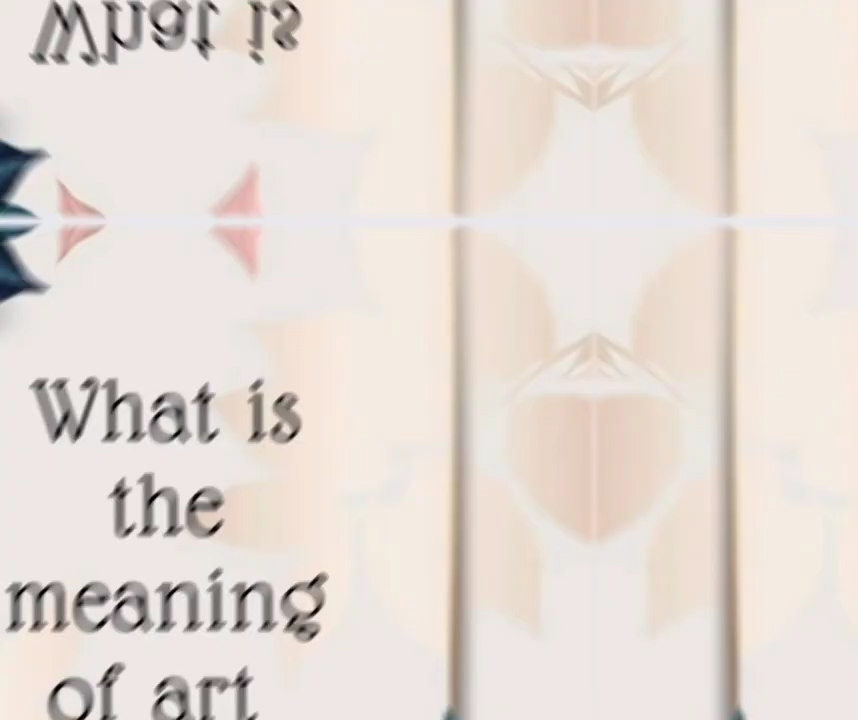 What is
What is
the
meaning
of art